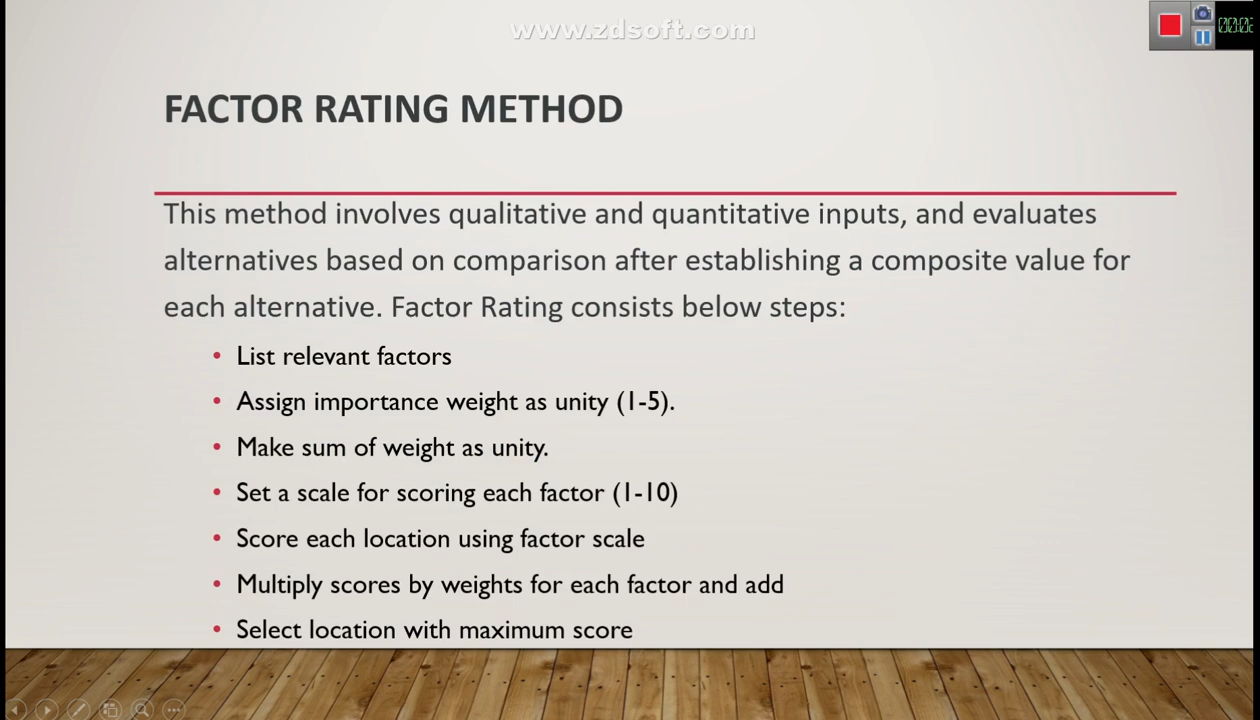 www.zdsoft.com
FACTOR RATING METHOD
This method involves qualitative and quantitative inputs, and evaluates
alternatives based on comparison after establishing a composite value for
each alternative. Factor Rating consists below steps:
• List relevant factors
• Assign importance weight as unity (1-5).
• Make sum of weight as unity.
• Set a scale for scoring each factor (1-10)
• Score each location using factor scale
• Multiply scores by weights for each factor and add
• Select location with maximum score